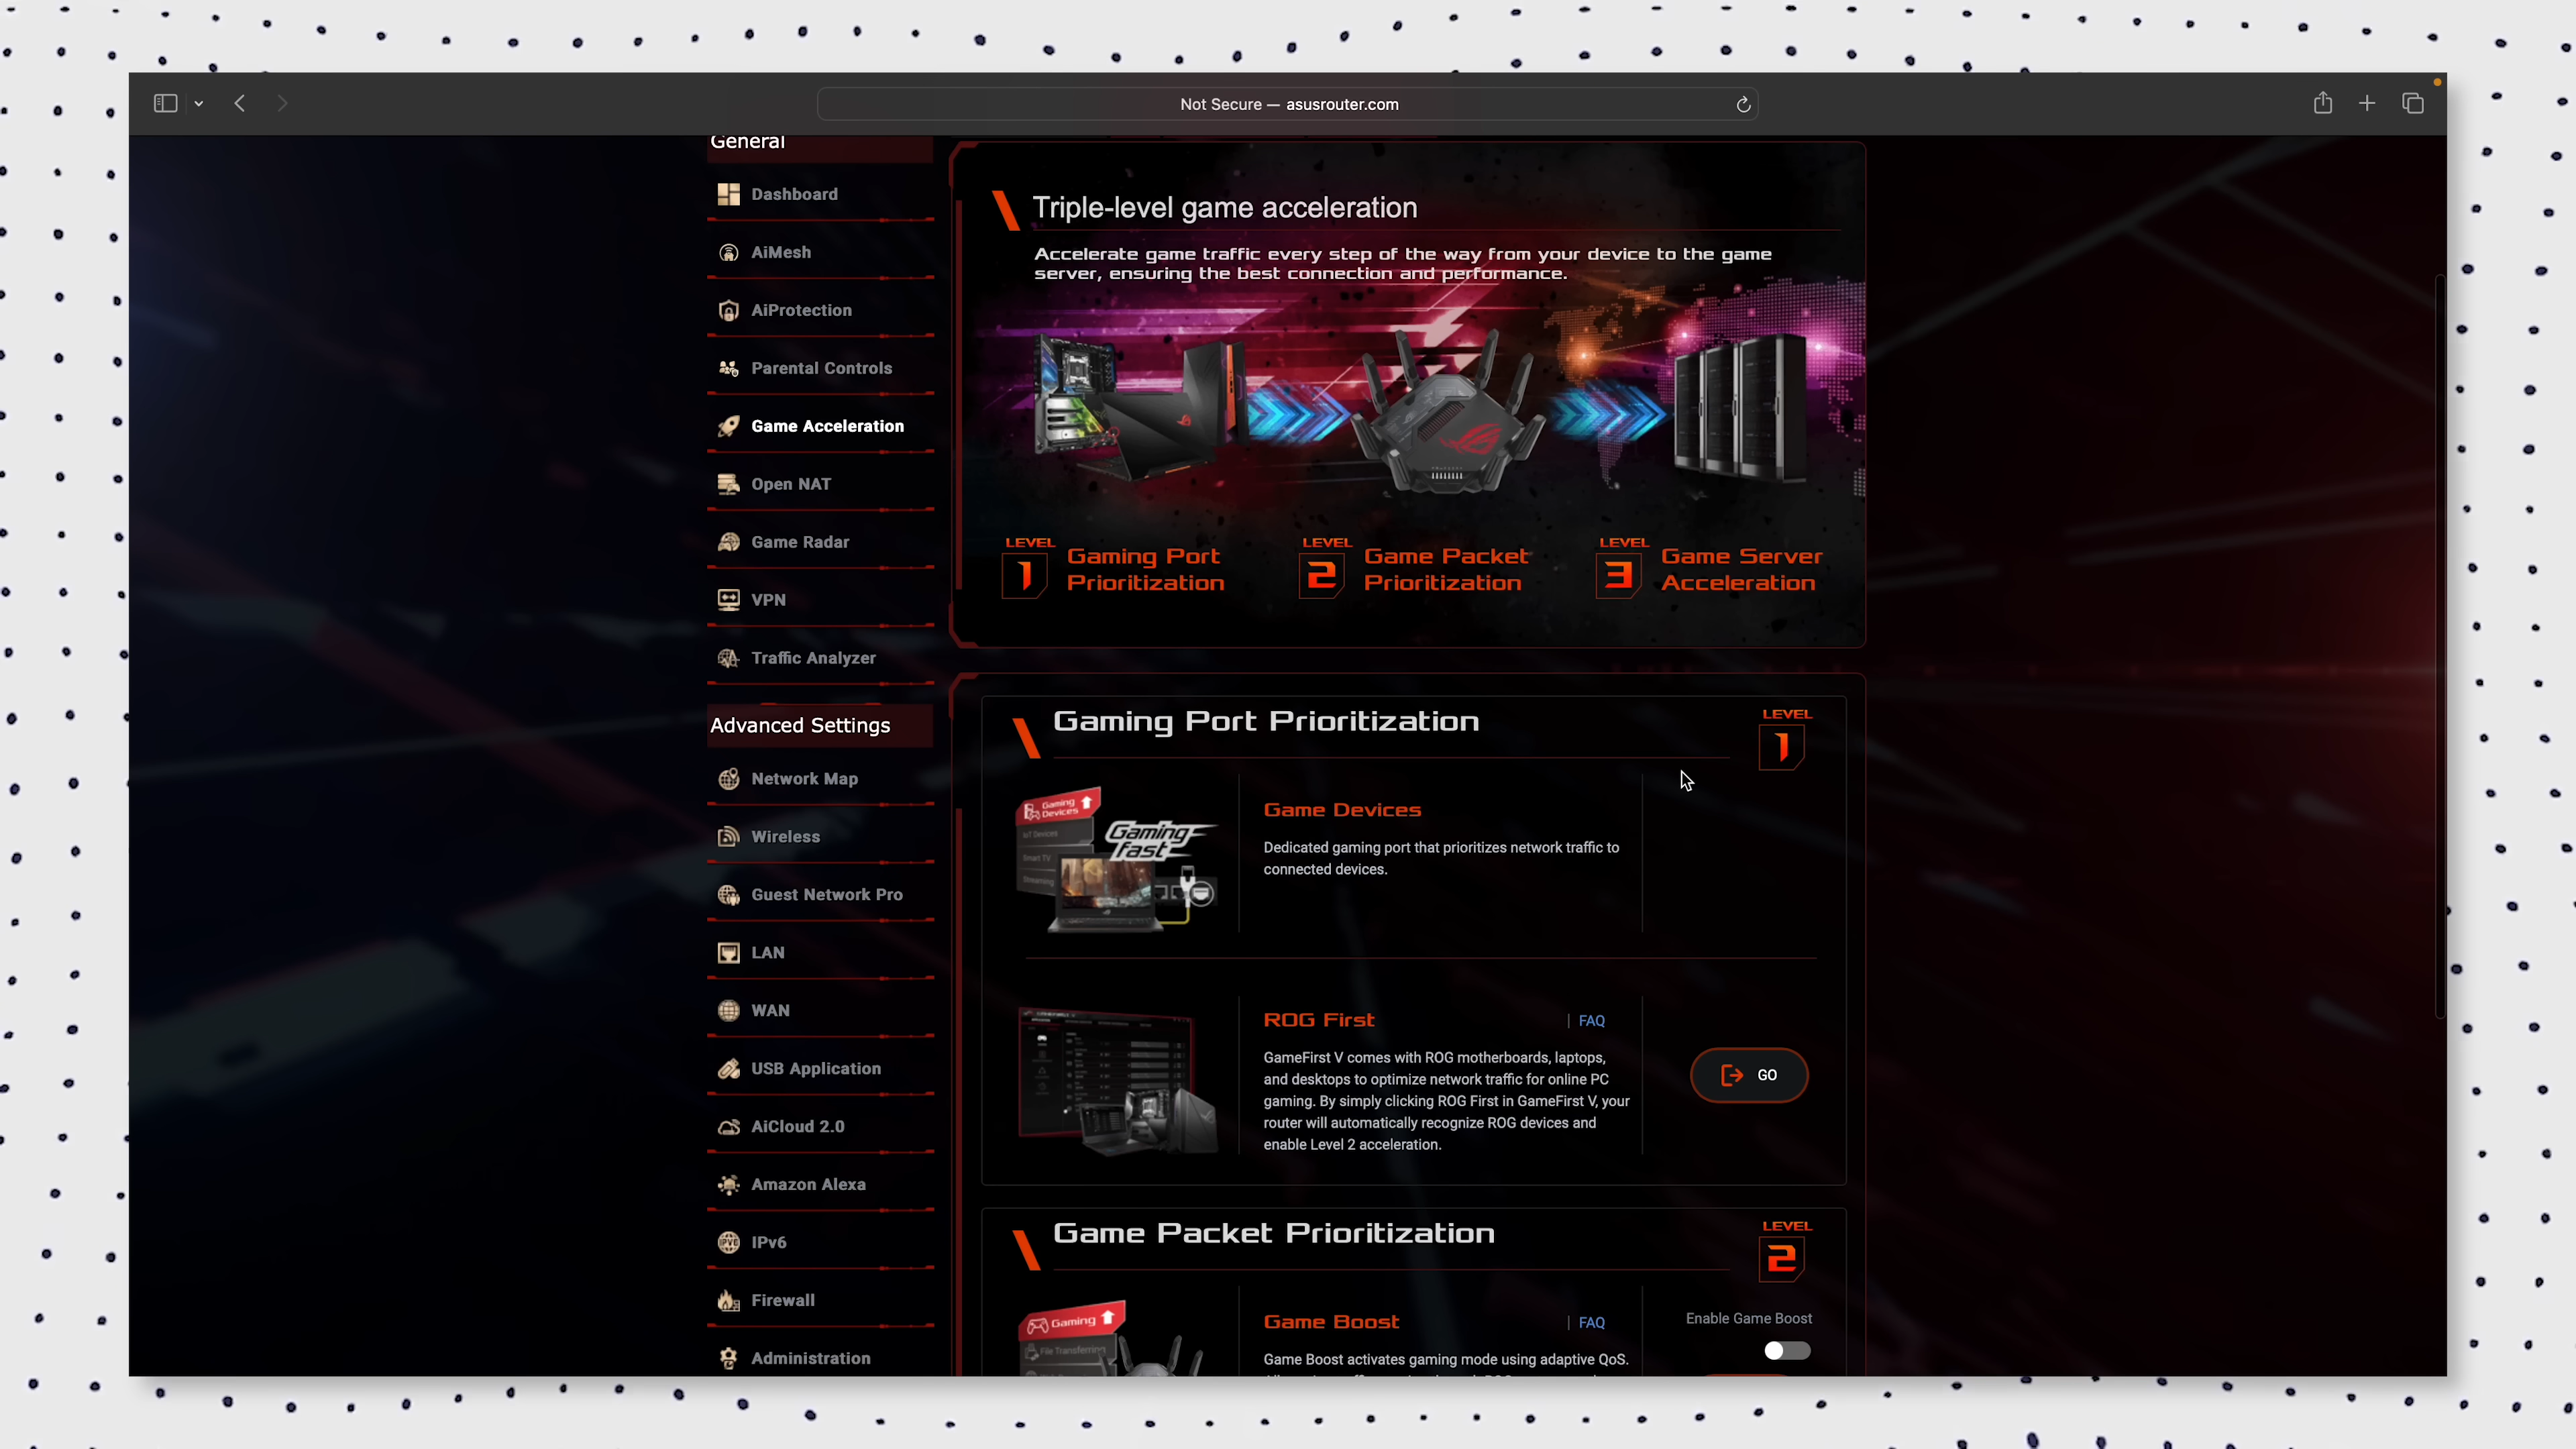 Not Secure — asusrouter.com
General
Dashboard
AiMesh
AiProtection
Parental Controls
Game Acceleration
Open NAT
Game Radar
VPN
Traffic Analyzer
Advanced Settings
Network Map
Wireless
Guest Network Pro
LAN
WAN
USB Application
AiCloud 2.0
Amazon Alexa
IPv6
Firewall
Administration
Triple-level game acceleration
Accelerate game traffic every step of the way from your device to the game
server, ensuring the best connection and performance.
LEVEL
1
Gaming Port
Prioritization
LEVEL
2
Game Packet
Prioritization
LEVEL
3
Game Server
Acceleration
Gaming Port Prioritization
LEVEL
1
Gaming
Devices
IoT Devices
Smart TV
Streaming
Gaming
fast
Game Devices
Dedicated gaming port that prioritizes network traffic to
connected devices.
ROG First
| FAQ
GameFirst V comes with ROG motherboards, laptops,
and desktops to optimize network traffic for online PC
gaming. By simply clicking ROG First in GameFirst V, your
router will automatically recognize ROG devices and
enable Level 2 acceleration.
GO
Game Packet Prioritization
LEVEL
2
Gaming
File Transferring
Game Boost
| FAQ
Game Boost activates gaming mode using adaptive QoS.
Enable Game Boost